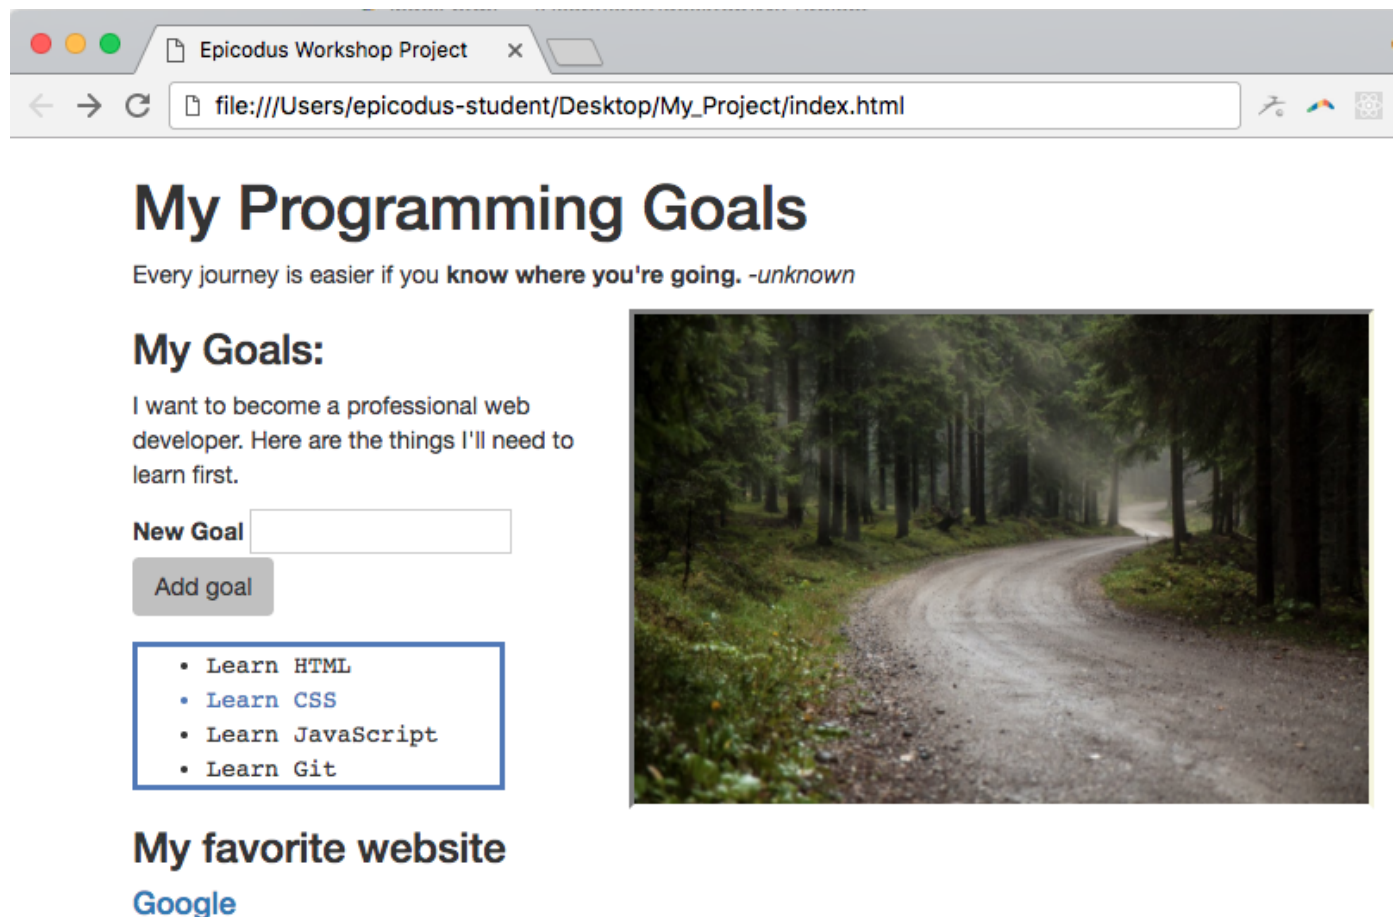 Epicodus Workshop Project
file:///Users/epicodus-student/Desktop/My_Project/index.html
My Programming Goals
Every journey is easier if you know where you're going. -unknown
My Goals:
I want to become a professional web
developer. Here are the things I'll need to
learn first.
New Goal
Add goal
• Learn HTML
• Learn CSS
• Learn JavaScript
• Learn Git
My favorite website
Google